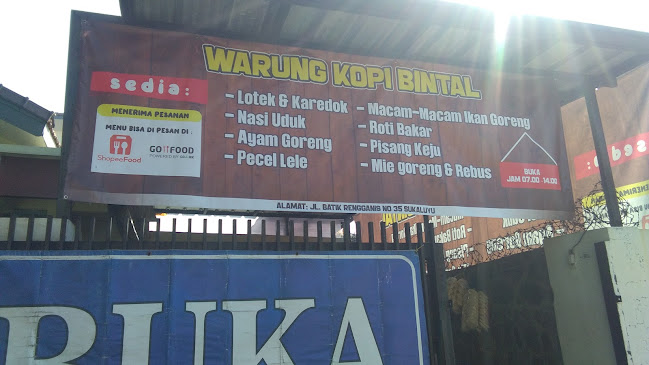 WARUNG KOPI BINTAL
sedia:
MENERIMA PESANAN
MENU BISA DI PESAN DI :
ShopeeFood
GOFOOD
- Lotek & Karedok
- Nasi Uduk
- Ayam Goreng
- Pecel Lele
- Macam-Macam Ikan Goreng
- Roti Bakar
- Pisang Keju
- Mie goreng & Rebus
BUKA
JAM 07.00 - 14.00
ALAMAT: JL. BATIK RENGGANIS NO 35 SUKALUYU
BUKA